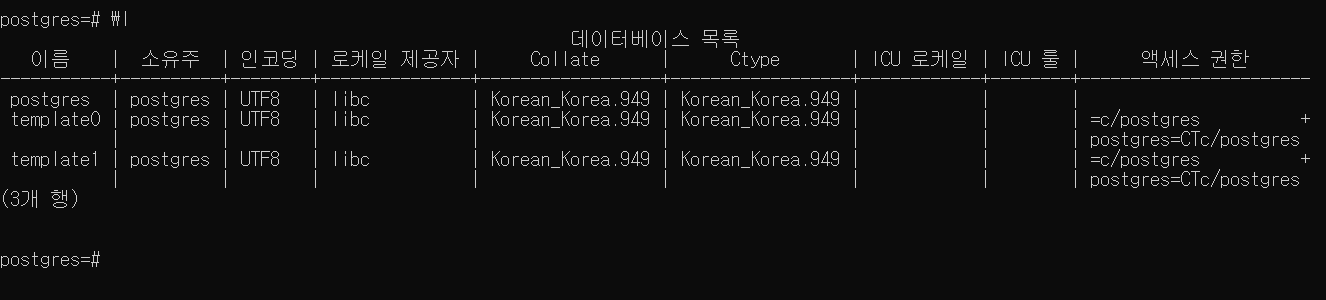 postgres=# ₩l
데이터베이스 목록
이름 | 소유주 | 인코딩 | 로케일 제공자 | Collate | Ctype | ICU 로케일 | ICU 룰 | 액세스 권한
-----------+----------+--------+---------------+------------------+------------------+------------+--------+-----------------------
postgres | postgres | UTF8 | libc | Korean_Korea.949 | Korean_Korea.949 | | |
template0 | postgres | UTF8 | libc | Korean_Korea.949 | Korean_Korea.949 | | | =c/postgres +
| | | | | | | | postgres=CTc/postgres
template1 | postgres | UTF8 | libc | Korean_Korea.949 | Korean_Korea.949 | | | =c/postgres +
| | | | | | | | postgres=CTc/postgres
(3개 행)
postgres=#